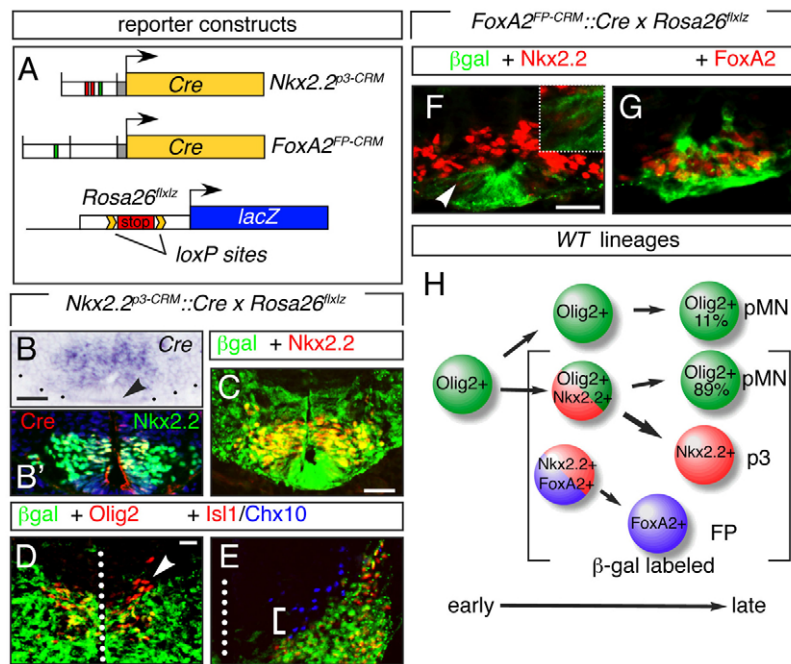 reporter constructs
A
Cre
Nkx2.2p3-CRM
Cre
FoxA2FP-CRM
Rosa26flxlz
stop
lacZ
loxP sites
Nkx2.2p3-CRM::Cre x Rosa26flxlz
B
Cre
Cre
Nkx2.2
B'
βgal + Nkx2.2
C
βgal + Olig2 + Isl1/Chx10
D
E
FoxA2FP-CRM::Cre x Rosa26flxlz
βgal + Nkx2.2 + FoxA2
F
G
WT lineages
H
Olig2+
Olig2+
Olig2+
11%
pMN
Olig2+
Nkx2.2+
Olig2+
89%
pMN
Nkx2.2+
p3
Nkx2.2+
FoxA2+
FoxA2+
FP
β-gal labeled
early
late